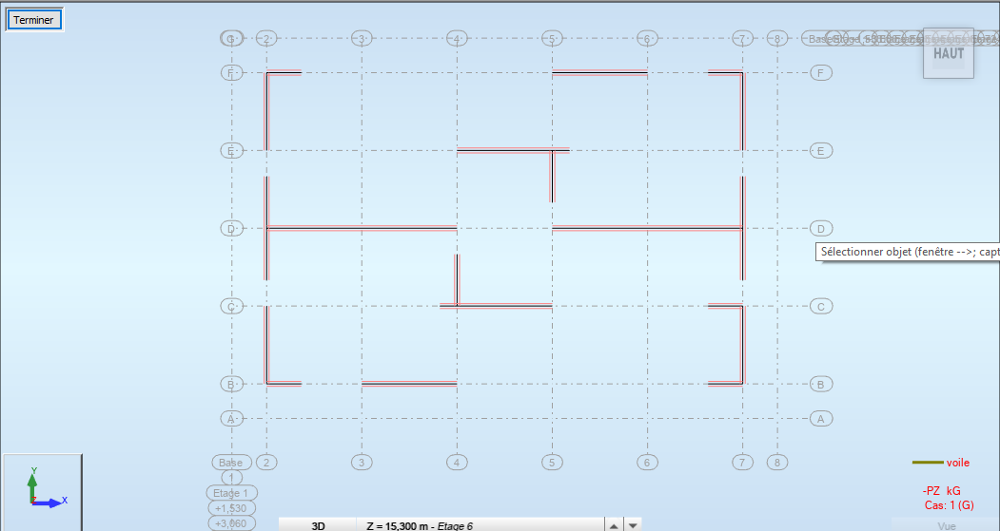 Terminer
2 3 4 5 6 7 8
HAUT
F F
E E
D D
Sélectionner objet (fenêtre -->; capt
C C
B B
A A
Base 2 3 4 5 6 7 8
1
voile
Etage 1
-PZ kG
+1,530
Cas: 1 (G)
+3,060
3D Z = 15,300 m - Etage 6
Vue
Y
X
Z